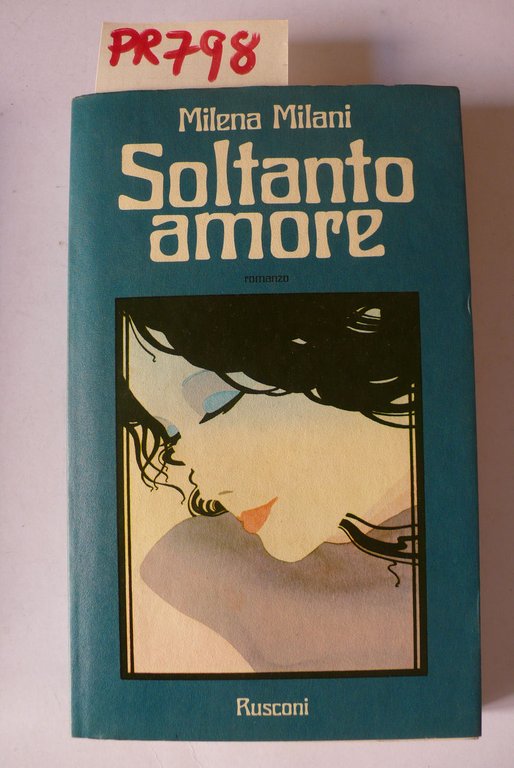 PR798
Milena Milani
Soltanto
amore
romanzo
Rusconi